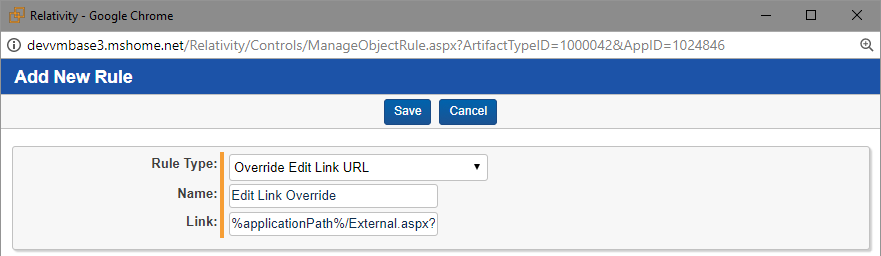 Relativity - Google Chrome
devvmbase3.mshome.net/Relativity/Controls/ManageObjectRule.aspx?ArtifactTypeID=1000042&AppID=1024846
Add New Rule
Save Cancel
Rule Type: Override Edit Link URL
Name: Edit Link Override
Link: %applicationPath%/External.aspx?